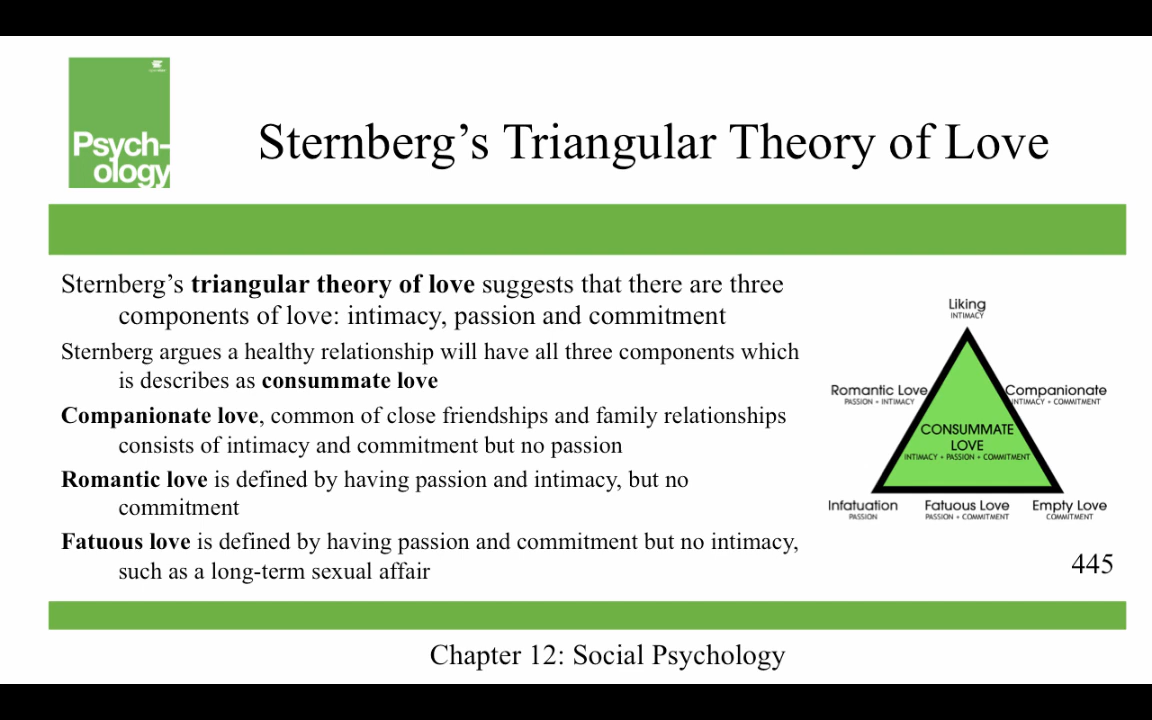 Psych-
ology
Sternberg’s Triangular Theory of Love
Sternberg’s triangular theory of love suggests that there are three
components of love: intimacy, passion and commitment
Sternberg argues a healthy relationship will have all three components which
is describes as consummate love
Companionate love, common of close friendships and family relationships
consists of intimacy and commitment but no passion
Romantic love is defined by having passion and intimacy, but no
commitment
Fatuous love is defined by having passion and commitment but no intimacy,
such as a long-term sexual affair
Liking
INTIMACY
Romantic Love
PASSION + INTIMACY
Companionate
INTIMACY + COMMITMENT
CONSUMMATE
LOVE
INTIMACY + PASSION + COMMITMENT
Infatuation
PASSION
Fatuous Love
PASSION + COMMITMENT
Empty Love
COMMITMENT
445
Chapter 12: Social Psychology